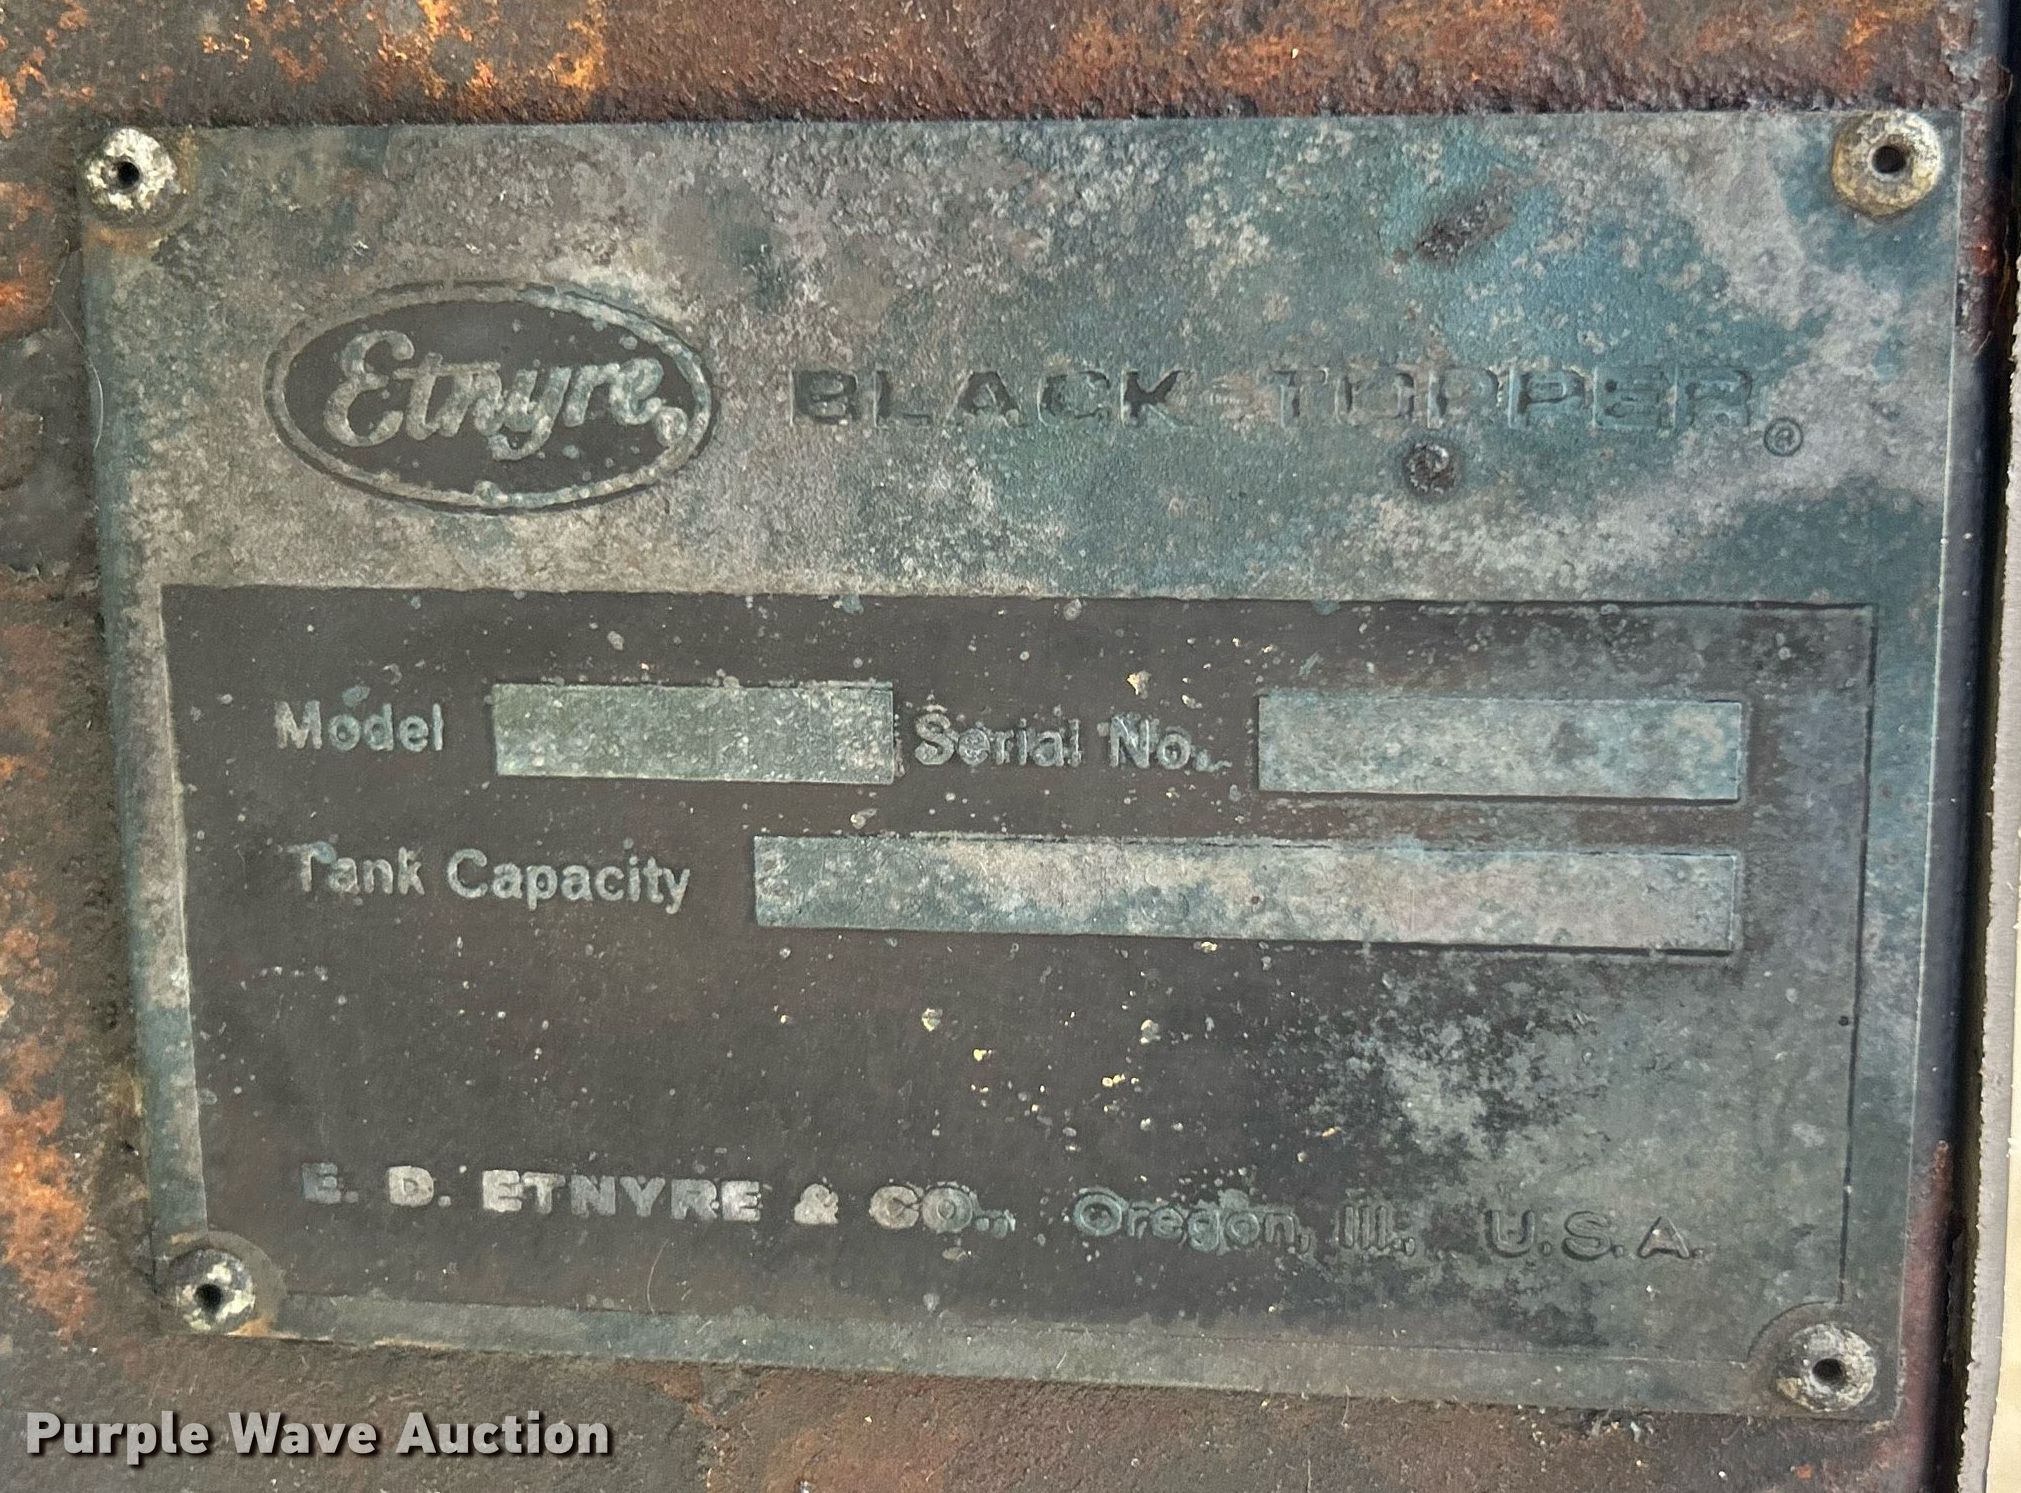 Etnyre® BLACK-TOPPER®
Model Serial No.
Tank Capacity
E. D. ETNYRE & CO., Oregon, Ill., U.S.A.
Purple Wave Auction